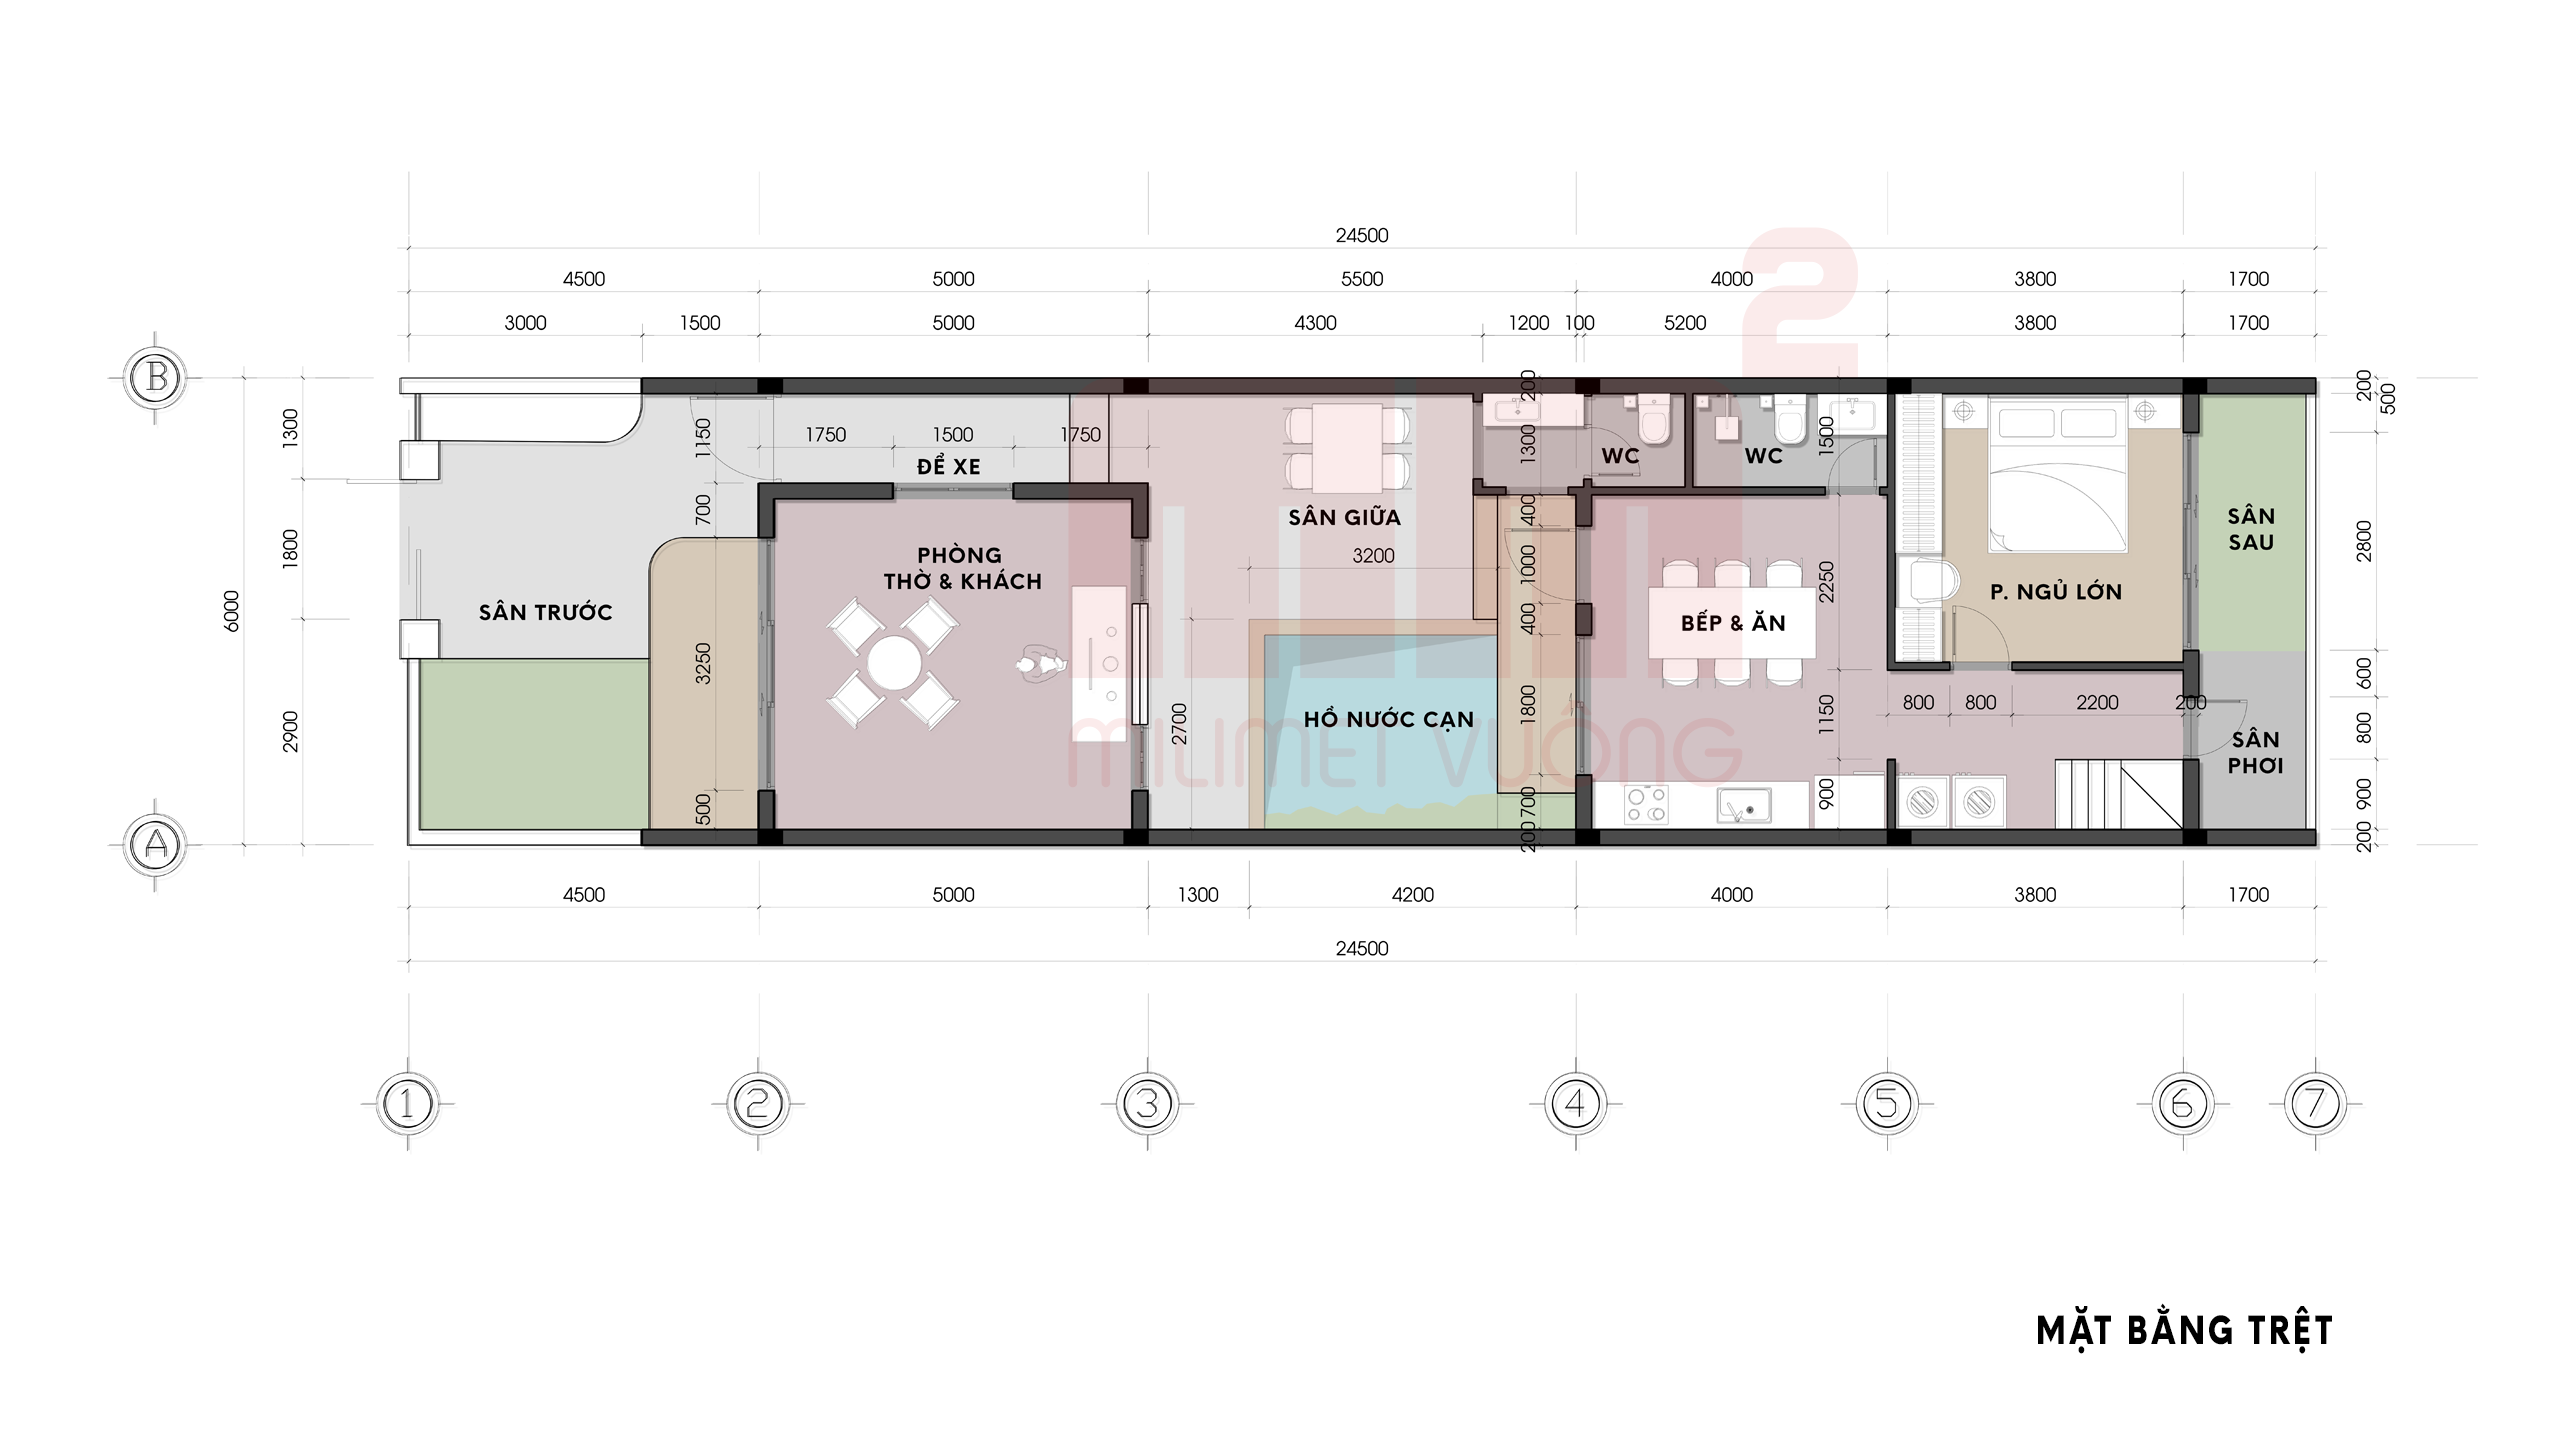 24500
4500 5000 5500 4000 3800 1700
3000 1500 5000 4300 1200 100 5200 3800 1700
B
A
6000
1300
1800
2900
1150
700
3250
500
1750 1500 1750
ĐỂ XE
SÂN TRƯỚC
PHÒNG
THỜ & KHÁCH
SÂN GIỮA
3200
2700
HỒ NƯỚC CẠN
200
1300
400
1000
400
1800
700
200
WC
WC
1500
2250
1150
900
BẾP & ĂN
P. NGỦ LỚN
800 800 2200 200
SÂN
SAU
SÂN
PHƠI
200
500
2800
600
800
900
200
2
MILIMET VUÔNG
4500 5000 1300 4200 4000 3800 1700
24500
1 2 3 4 5 6 7
MẶT BẰNG TRỆT